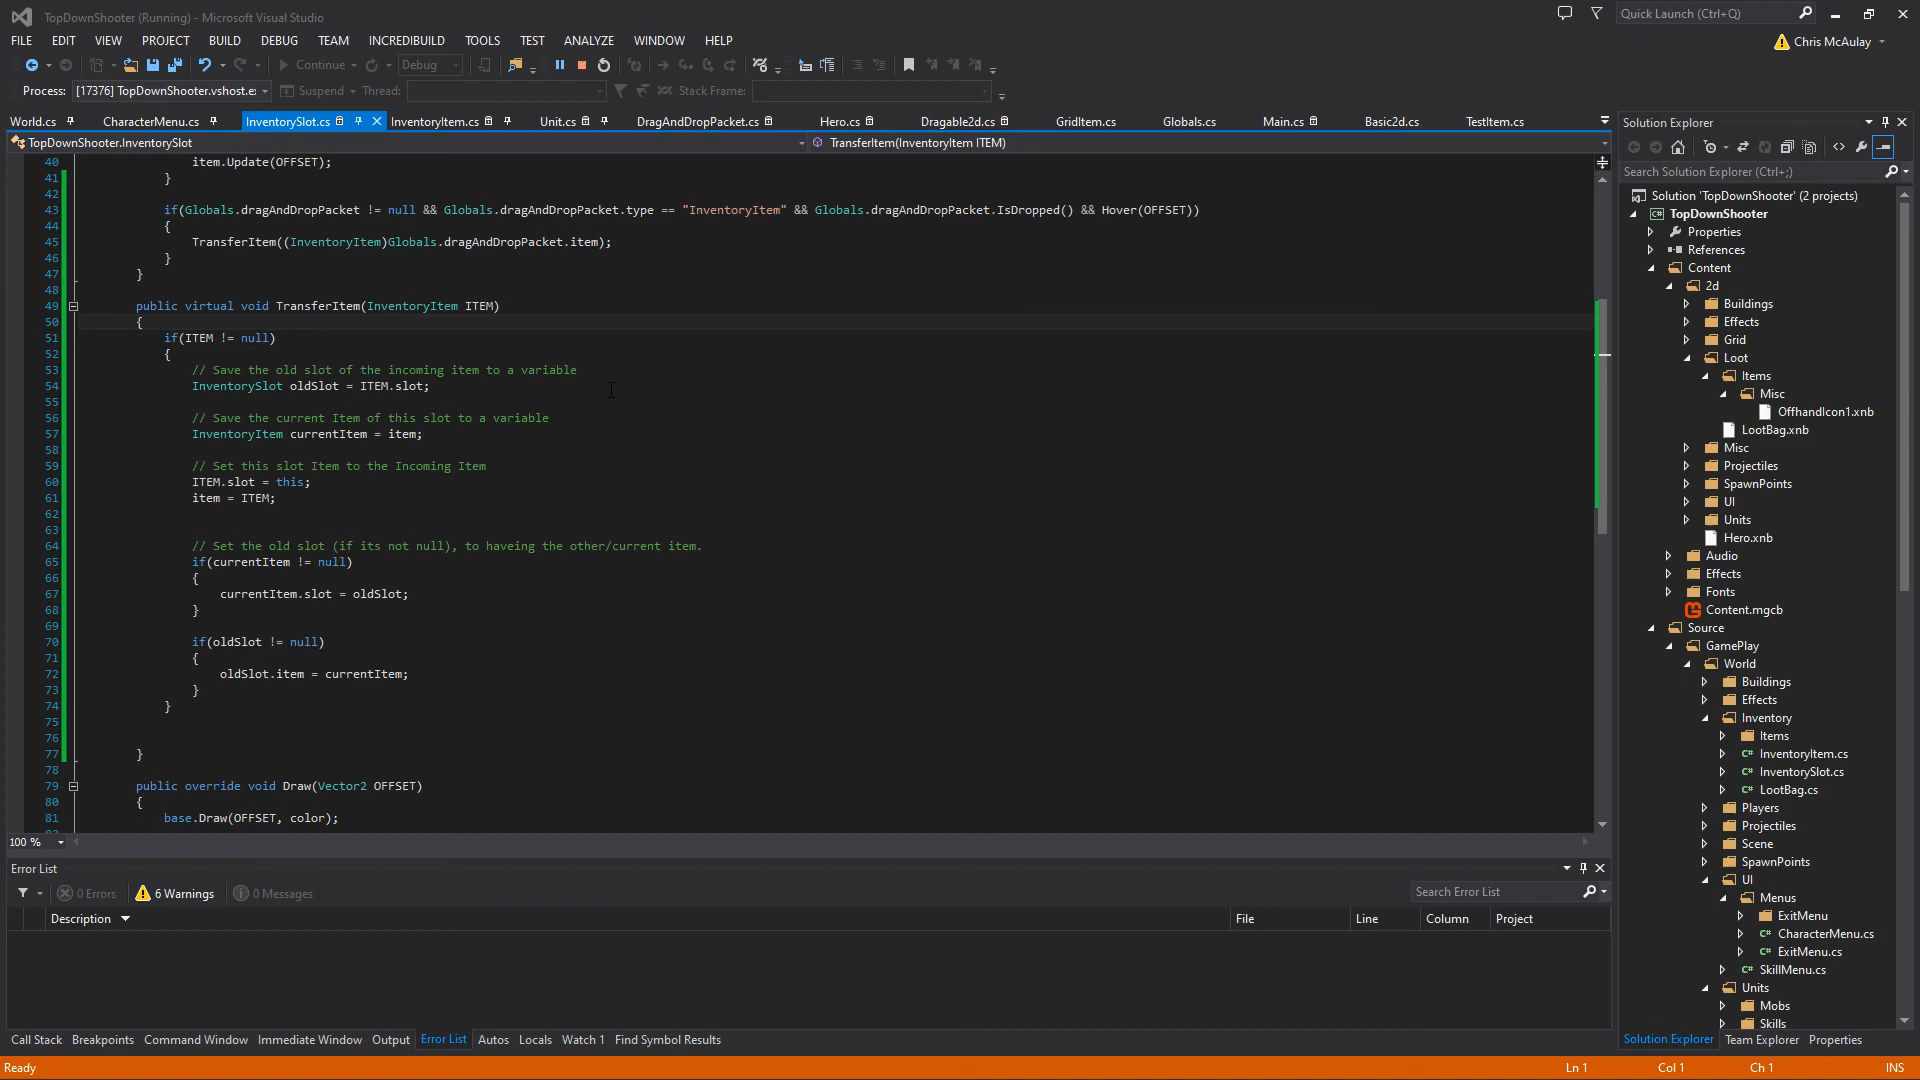 TopDownShooter (Running) - Microsoft Visual Studio
Quick Launch (Ctrl+Q)
FILE EDIT VIEW PROJECT BUILD DEBUG TEAM INCREDIBUILD TOOLS TEST ANALYZE WINDOW HELP
Chris McAulay
Continue Debug
Process: [17376] TopDownShooter.vshost.e Suspend Thread: Stack Frame:
World.cs CharacterMenu.cs InventorySlot.cs InventoryItem.cs Unit.cs DragAndDropPacket.cs Hero.cs Dragable2d.cs GridItem.cs Globals.cs Main.cs Basic2d.cs TestItem.cs
TopDownShooter.InventorySlot TransferItem(InventoryItem ITEM)
40 item.Update(OFFSET);
41 }
42
43 if(Globals.dragAndDropPacket != null && Globals.dragAndDropPacket.type == "InventoryItem" && Globals.dragAndDropPacket.IsDropped() && Hover(OFFSET))
44 {
45 TransferItem((InventoryItem)Globals.dragAndDropPacket.item);
46 }
47 }
48
49 public virtual void TransferItem(InventoryItem ITEM)
50 {
51 if(ITEM != null)
52 {
53 // Save the old slot of the incoming item to a variable
54 InventorySlot oldSlot = ITEM.slot;
55
56 // Save the current Item of this slot to a variable
57 InventoryItem currentItem = item;
58
59 // Set this slot Item to the Incoming Item
60 ITEM.slot = this;
61 item = ITEM;
62
63
64 // Set the old slot (if its not null), to haveing the other/current item.
65 if(currentItem != null)
66 {
67 currentItem.slot = oldSlot;
68 }
69
70 if(oldSlot != null)
71 {
72 oldSlot.item = currentItem;
73 }
74 }
75
76
77 }
78
79 public override void Draw(Vector2 OFFSET)
80 {
81 base.Draw(OFFSET, color);
100 %
Error List
0 Errors 6 Warnings 0 Messages
Search Error List
Description File Line Column Project
Call Stack Breakpoints Command Window Immediate Window Output Error List Autos Locals Watch 1 Find Symbol Results
Solution Explorer
Search Solution Explorer (Ctrl+;)
Solution 'TopDownShooter' (2 projects)
TopDownShooter
Properties
References
Content
2d
Buildings
Effects
Grid
Loot
Items
Misc
OffhandIcon1.xnb
LootBag.xnb
Misc
Projectiles
SpawnPoints
UI
Units
Hero.xnb
Audio
Effects
Fonts
Content.mgcb
Source
GamePlay
World
Buildings
Effects
Inventory
Items
InventoryItem.cs
InventorySlot.cs
LootBag.cs
Players
Projectiles
Scene
SpawnPoints
UI
Menus
ExitMenu
CharacterMenu.cs
ExitMenu.cs
SkillMenu.cs
Units
Mobs
Skills
Solution Explorer Team Explorer Properties
Ready Ln 1 Col 1 Ch 1 INS